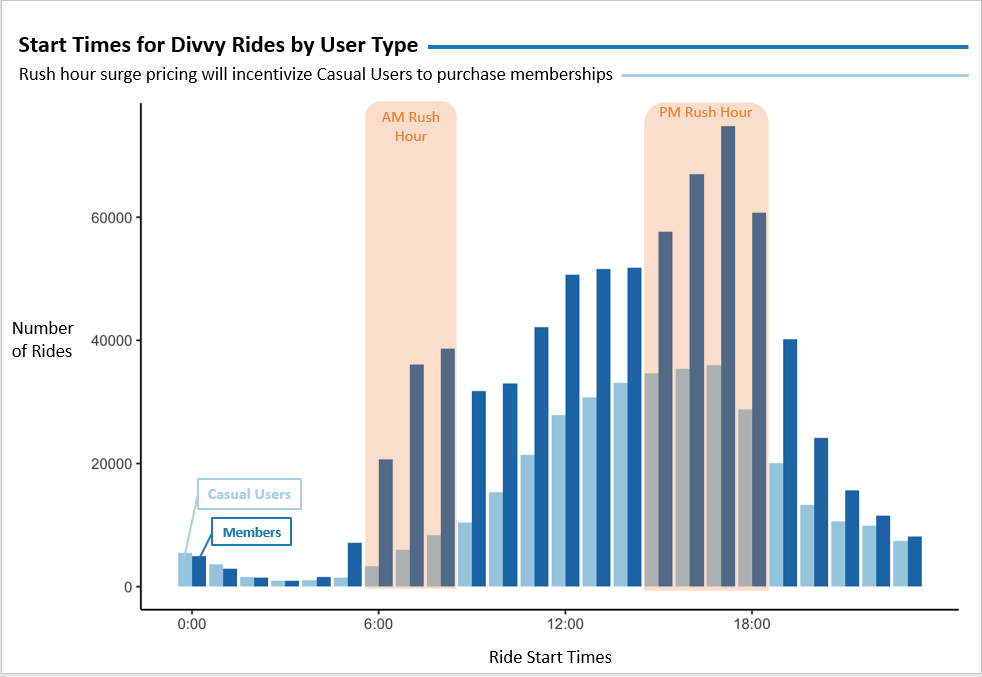 Start Times for Divvy Rides by User Type
Rush hour surge pricing will incentivize Casual Users to purchase memberships
AM Rush
Hour
PM Rush Hour
60000
40000
20000
0
Number
of Rides
Casual Users
Members
0:00
6:00
12:00
18:00
Ride Start Times